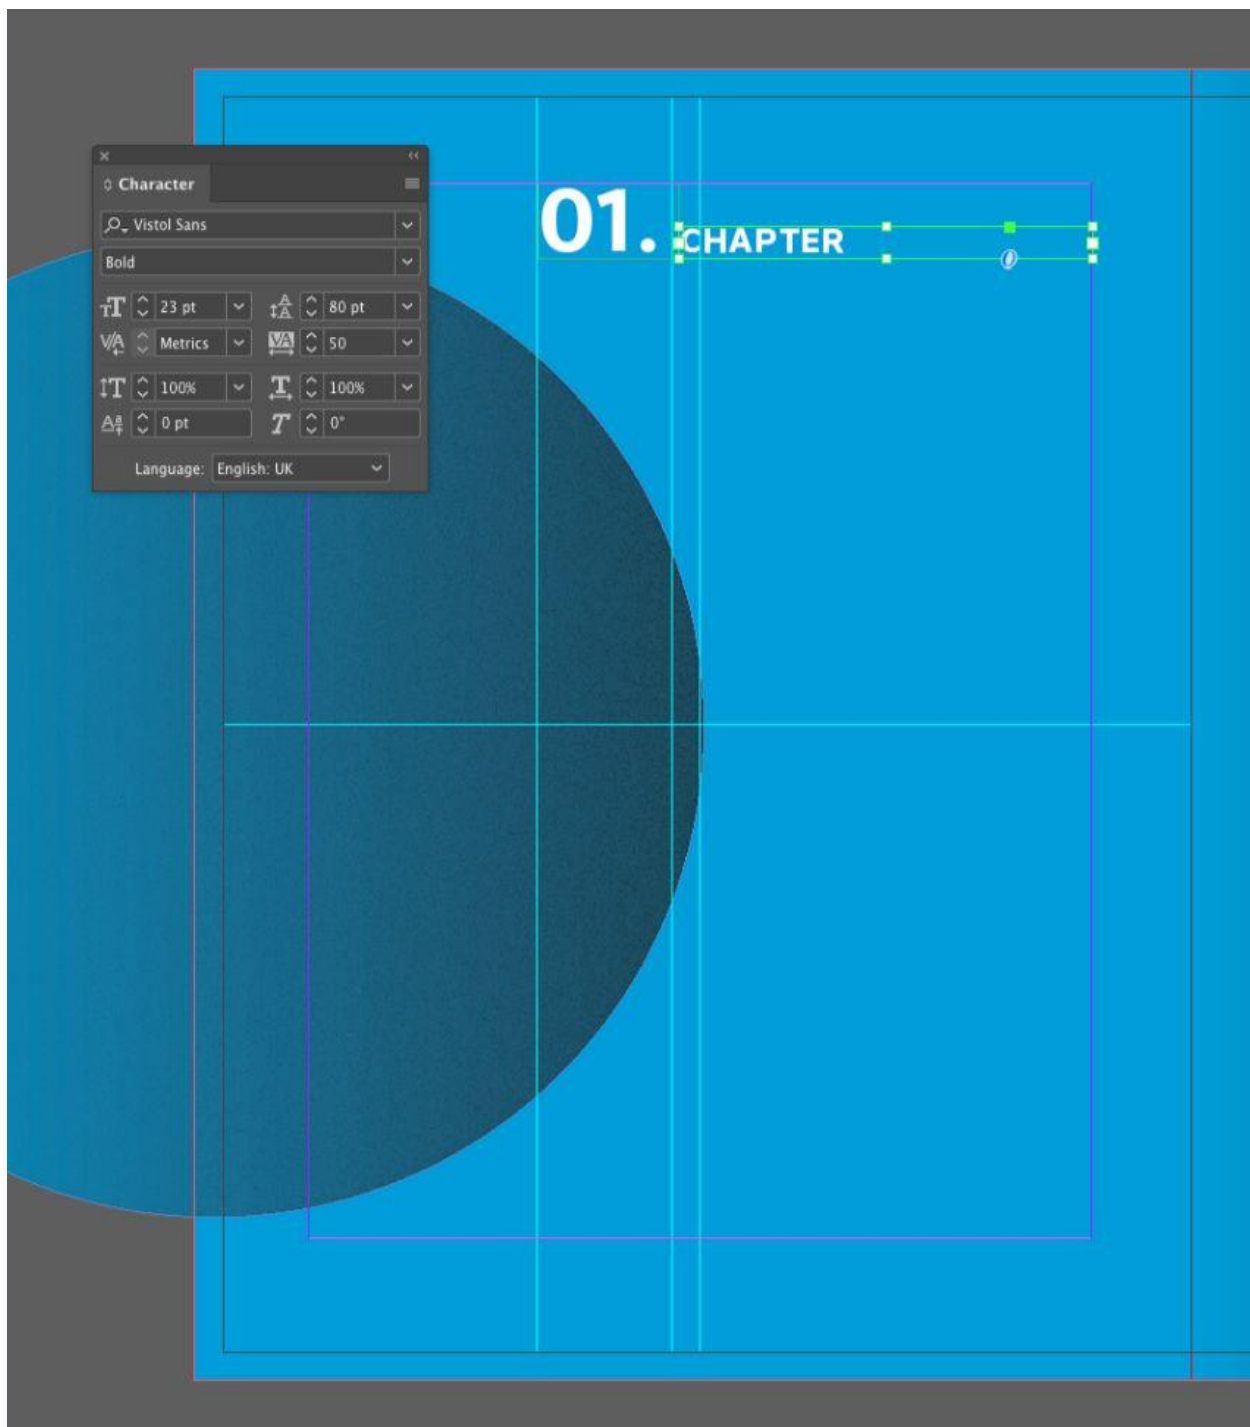 Character
Vistol Sans
Bold
23 pt
80 pt
Metrics
50
100%
100%
0 pt
0°
Language: English: UK
01. CHAPTER